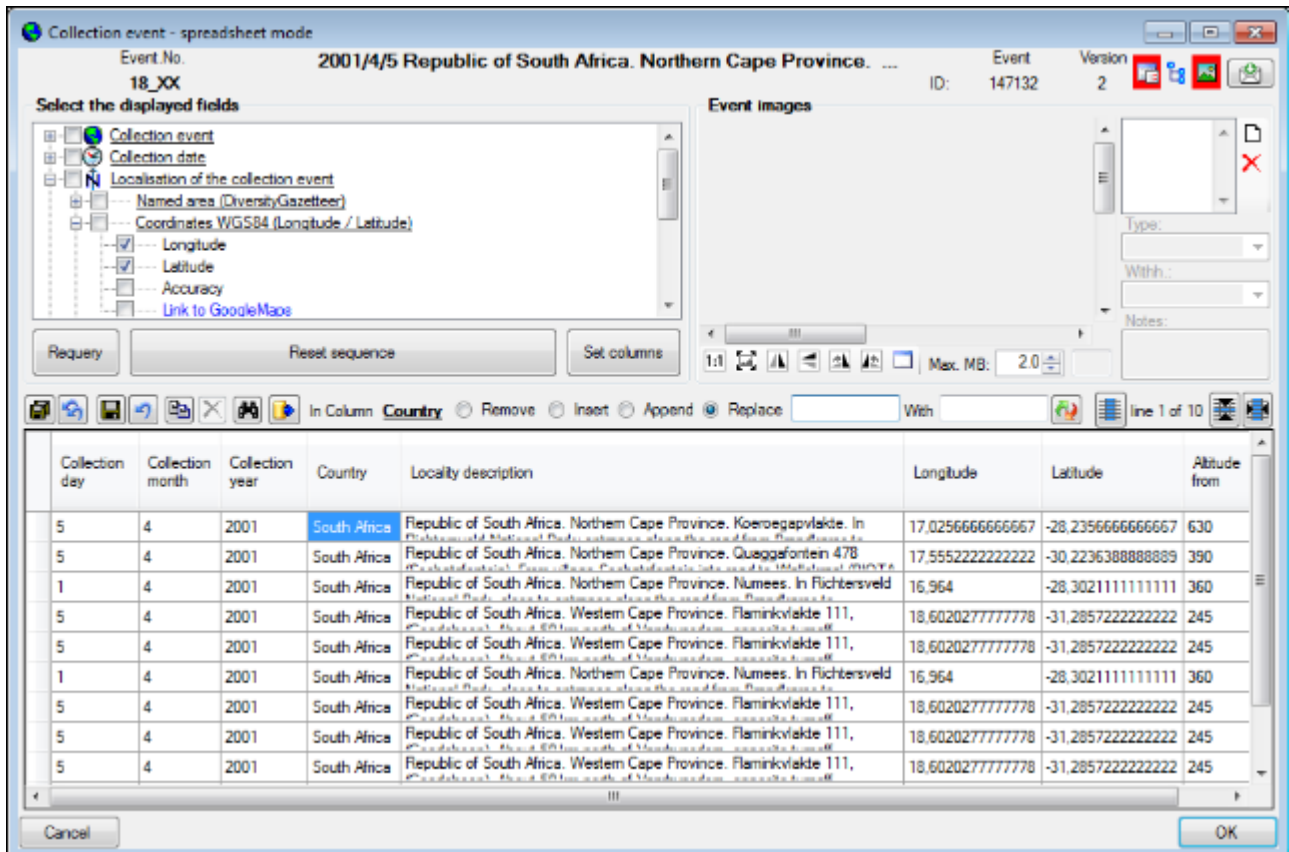 Collection event - spreadsheet mode
Event.No. 2001/4/5 Republic of South Africa. Northern Cape Province. ... Event Version
18_XX ID: 147132 2
Select the displayed fields Event images
Collection event
Collection date
Localisation of the collection event
Named area (DiversityGazetteer)
Coordinates WGS84 (Longitude / Latitude)
Longitude
Latitude
Accuracy
Link to GoogleMaps
Type:
Withh.:
Notes:
Requery Reset sequence Set columns
1:1 Max. MB: 2.0
In Column Country Remove Insert Append Replace With line 1 of 10
Collection day Collection month Collection year Country Locality description Longitude Latitude Altitude from
5 4 2001 South Africa Republic of South Africa. Northern Cape Province. Koeroegapvlakte. In 17,0256666666667 -28,2356666666667 630
5 4 2001 South Africa Republic of South Africa. Northern Cape Province. Quaggafontein 478 17,5552222222222 -30,2236388888889 390
1 4 2001 South Africa Republic of South Africa. Northern Cape Province. Numees. In Richtersveld 16,964 -28,3021111111111 360
5 4 2001 South Africa Republic of South Africa. Western Cape Province. Flaminkvlakte 111, 18,6020277777778 -31,2857222222222 245
5 4 2001 South Africa Republic of South Africa. Western Cape Province. Flaminkvlakte 111, 18,6020277777778 -31,2857222222222 245
1 4 2001 South Africa Republic of South Africa. Northern Cape Province. Numees. In Richtersveld 16,964 -28,3021111111111 360
5 4 2001 South Africa Republic of South Africa. Western Cape Province. Flaminkvlakte 111, 18,6020277777778 -31,2857222222222 245
5 4 2001 South Africa Republic of South Africa. Western Cape Province. Flaminkvlakte 111, 18,6020277777778 -31,2857222222222 245
5 4 2001 South Africa Republic of South Africa. Western Cape Province. Flaminkvlakte 111, 18,6020277777778 -31,2857222222222 245
Cancel OK